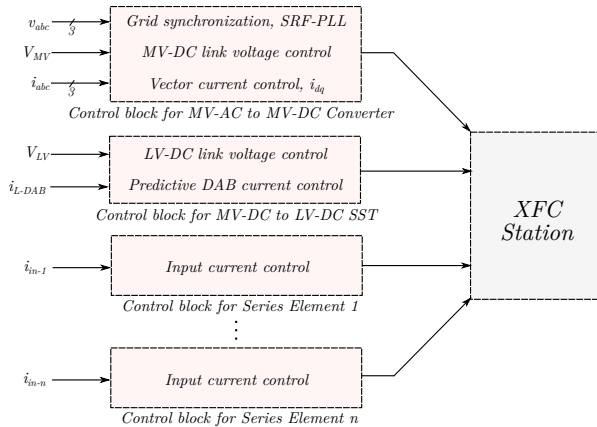 v_abc
3
Grid synchronization, SRF-PLL
V_MV
MV-DC link voltage control
i_abc
3
Vector current control, i_dq
Control block for MV-AC to MV-DC Converter
V_LV
LV-DC link voltage control
i_L-DAB
Predictive DAB current control
Control block for MV-DC to LV-DC SST
XFC
Station
i_in-1
Input current control
Control block for Series Element 1
⋮
i_in-n
Input current control
Control block for Series Element n